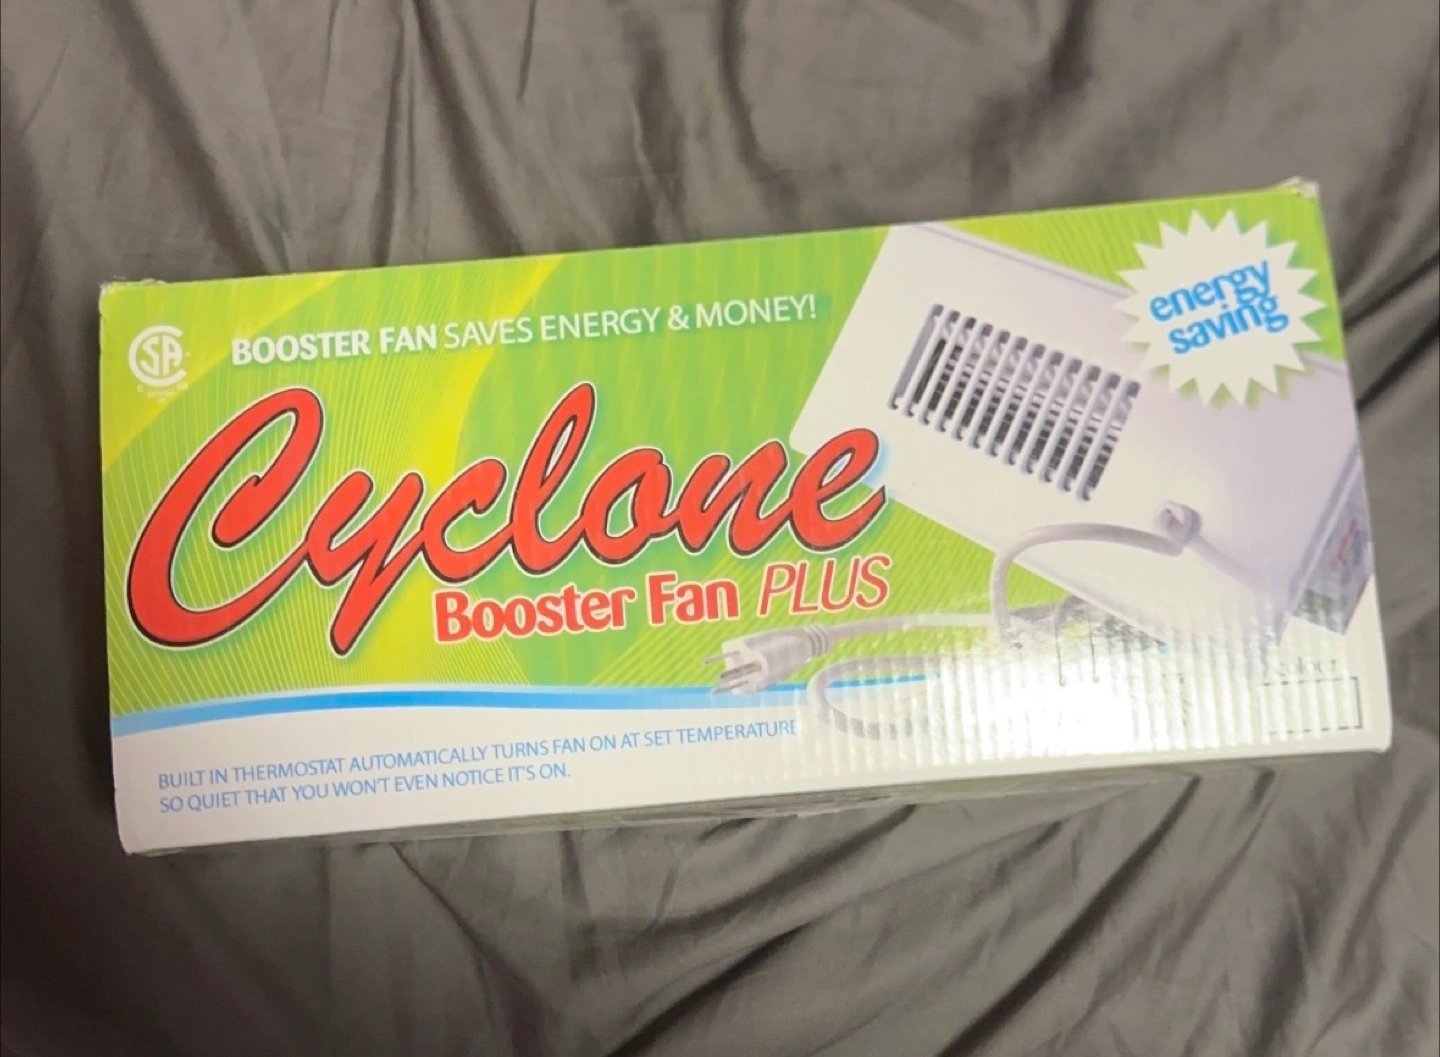 BOOSTER FAN SAVES ENERGY & MONEY!
energy
saving
Cyclone
Booster Fan PLUS
colour
BUILT IN THERMOSTAT AUTOMATICALLY TURNS FAN ON AT SET TEMPERATURE
SO QUIET THAT YOU WON'T EVEN NOTICE IT'S ON.